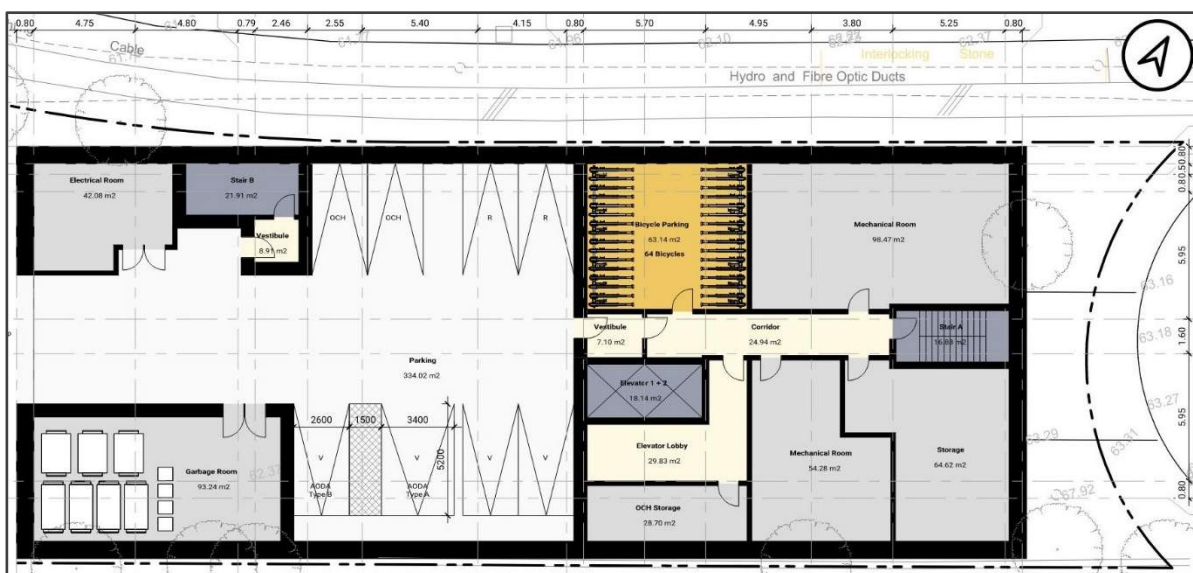 0.80 4.75 4.80 0.79 2.46 2.55 5.40 4.15 0.80 5.70 4.95 3.80 5.25 0.80
Cable
Interlocking Stone
Hydro and Fibre Optic Ducts
62.10
63.16
63.18
63.27
63.31
63.29
62.92
0.80
5.95
1.60
5.95
0.80
Electrical Room
42.08 m2
Stair B
21.91 m2
Vestibule
8.91 m2
OCH
OCH
R
R
Bicycle Parking
63.14 m2
64 Bicycles
Mechanical Room
98.47 m2
Vestibule
7.10 m2
Corridor
24.94 m2
Stair A
Parking
334.02 m2
Elevator 1 + 2
18.14 m2
2600
1500
3400
5200
V
V
V
V
AODA
Type B
AODA
Type A
Garbage Room
93.24 m2
Elevator Lobby
29.83 m2
Mechanical Room
54.28 m2
Storage
64.62 m2
OCH Storage
28.70 m2